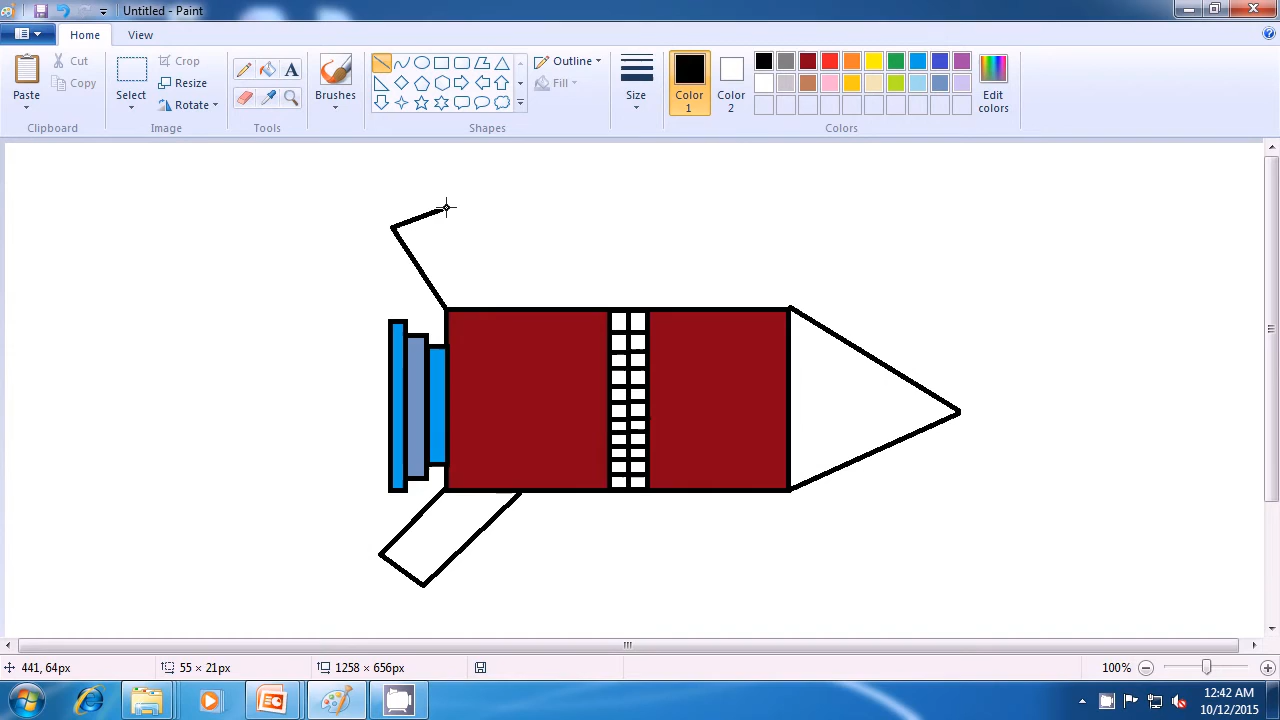 Untitled - Paint
Home View
Paste
Cut
Copy
Clipboard
Select
Crop
Resize
Rotate
Image
A
Tools
Brushes
Shapes
Outline
Fill
Size
Color 1
Color 2
Edit colors
Colors
441, 64px
55 × 21px
1258 × 656px
100%
12:42 AM
10/12/2015